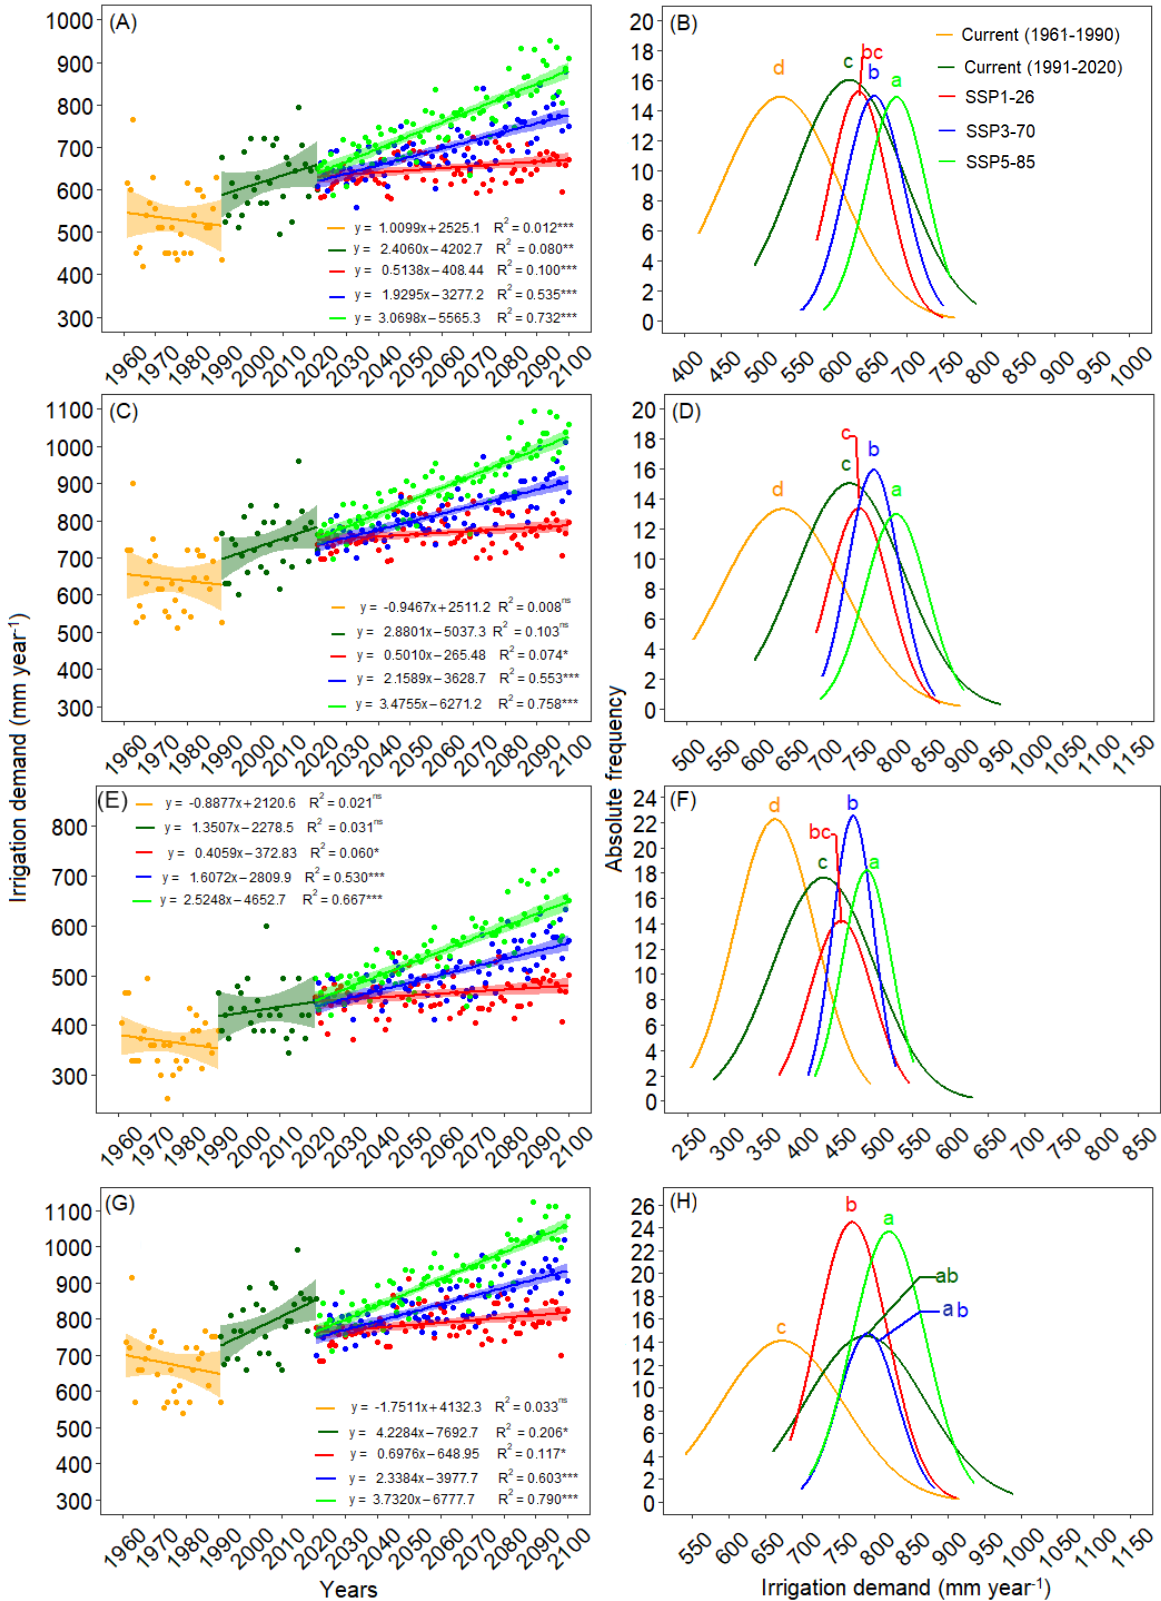 (A)
1000
900
800
700
600
500
400
300
y = 1.0099x+2525.1 R² = 0.012***
y = 2.4060x−4202.7 R² = 0.080**
y = 0.5138x−408.44 R² = 0.100***
y = 1.9295x−3277.2 R² = 0.535***
y = 3.0698x−5565.3 R² = 0.732***
1960 1970 1980 1990 2000 2010 2020 2030 2040 2050 2060 2070 2080 2090 2100
(B)
20
18
16
14
12
10
8
6
4
2
0
d
c
bc
b
a
Current (1961-1990)
Current (1991-2020)
SSP1-26
SSP3-70
SSP5-85
400 450 500 550 600 650 700 750 800 850 900 950 1000
(C)
1100
1000
900
800
700
600
500
400
300
y = -0.9467x+2511.2 R² = 0.008ns
y = 2.8801x−5037.3 R² = 0.103ns
y = 0.5010x−265.48 R² = 0.074*
y = 2.1589x−3628.7 R² = 0.553***
y = 3.4755x−6271.2 R² = 0.758***
1960 1970 1980 1990 2000 2010 2020 2030 2040 2050 2060 2070 2080 2090 2100
(D)
20
18
16
14
12
10
8
6
4
2
0
d
c
c
b
a
500 550 600 650 700 750 800 850 900 950 1000 1050 1100 1150
Irrigation demand (mm year-1)
Absolute frequency
(E)
y = -0.8877x+2120.6 R² = 0.021ns
y = 1.3507x−2278.5 R² = 0.031ns
y = 0.4059x−372.83 R² = 0.060*
y = 1.6072x−2809.9 R² = 0.530***
y = 2.5248x−4652.7 R² = 0.667***
800
700
600
500
400
300
1960 1970 1980 1990 2000 2010 2020 2030 2040 2050 2060 2070 2080 2090 2100
(F)
24
22
20
18
16
14
12
10
8
6
4
2
0
d
bc
c
b
a
250 300 350 400 450 500 550 600 650 700 750 800 850
(G)
1100
1000
900
800
700
600
500
400
300
y = -1.7511x+4132.3 R² = 0.033ns
y = 4.2284x−7692.7 R² = 0.206*
y = 0.6976x−648.95 R² = 0.117*
y = 2.3384x−3977.7 R² = 0.603***
y = 3.7320x−6777.7 R² = 0.790***
1960 1970 1980 1990 2000 2010 2020 2030 2040 2050 2060 2070 2080 2090 2100
Years
(H)
26
24
22
20
18
16
14
12
10
8
6
4
2
0
c
b
a
ab
a b
550 600 650 700 750 800 850 900 950 1000 1050 1100 1150
Irrigation demand (mm year-1)